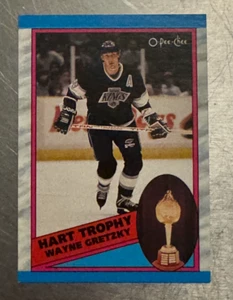 O-Pee-Chee
A
KINGS
HART TROPHY
WAYNE GRETZKY